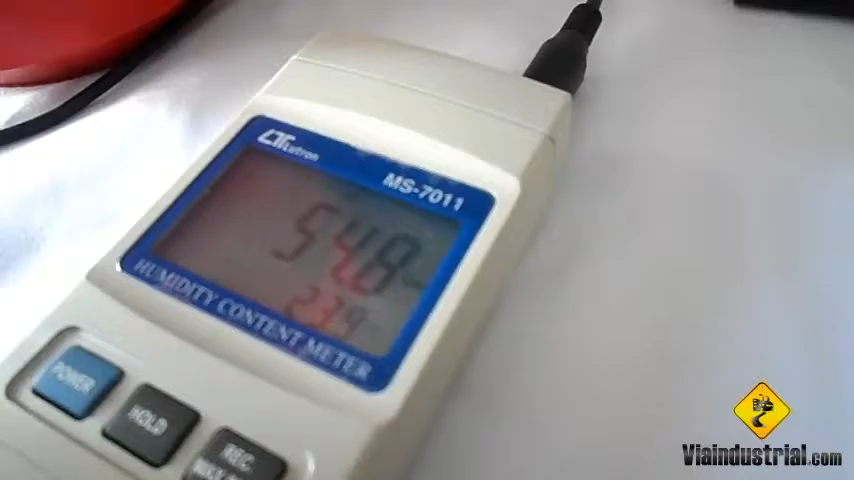 Lutron
MS-7011
54.8
23.9
HUMIDITY CONTENT METER
POWER
HOLD
REC
Viaindustrial.com